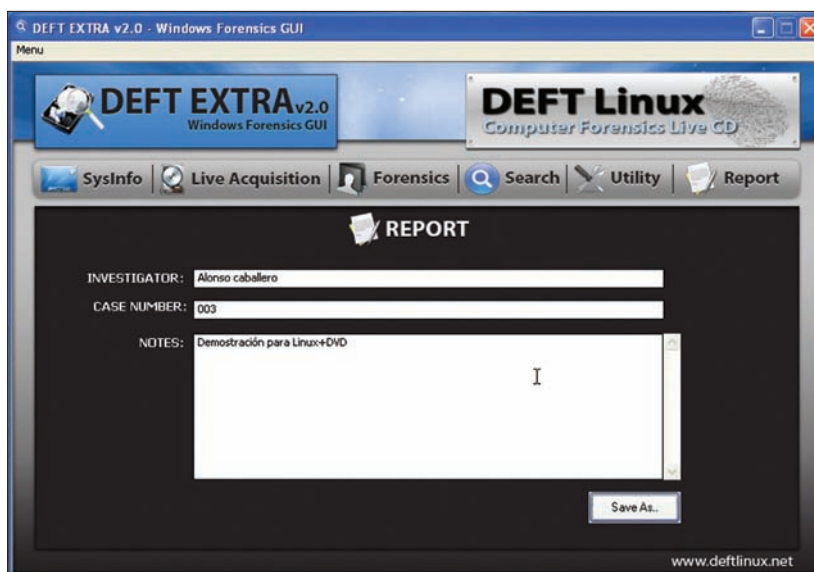 DEFT EXTRA v2.0 - Windows Forensics GUI
Menu
DEFT EXTRA v2.0
Windows Forensics GUI
DEFT Linux
Computer Forensics Live CD
SysInfo Live Acquisition Forensics Search Utility Report
REPORT
INVESTIGATOR: Alonso caballero
CASE NUMBER: 003
NOTES: Demostración para Linux+DVD
Save As..
www.deftlinux.net